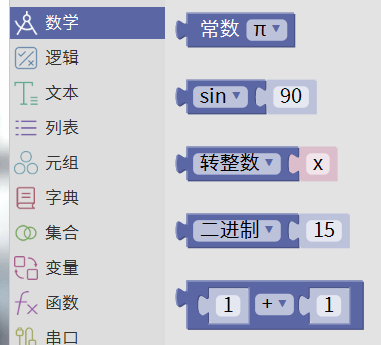 数学
逻辑
文本
列表
元组
字典
集合
变量
函数
串口
常数 π
sin 90
转整数 x
二进制 15
1 + 1